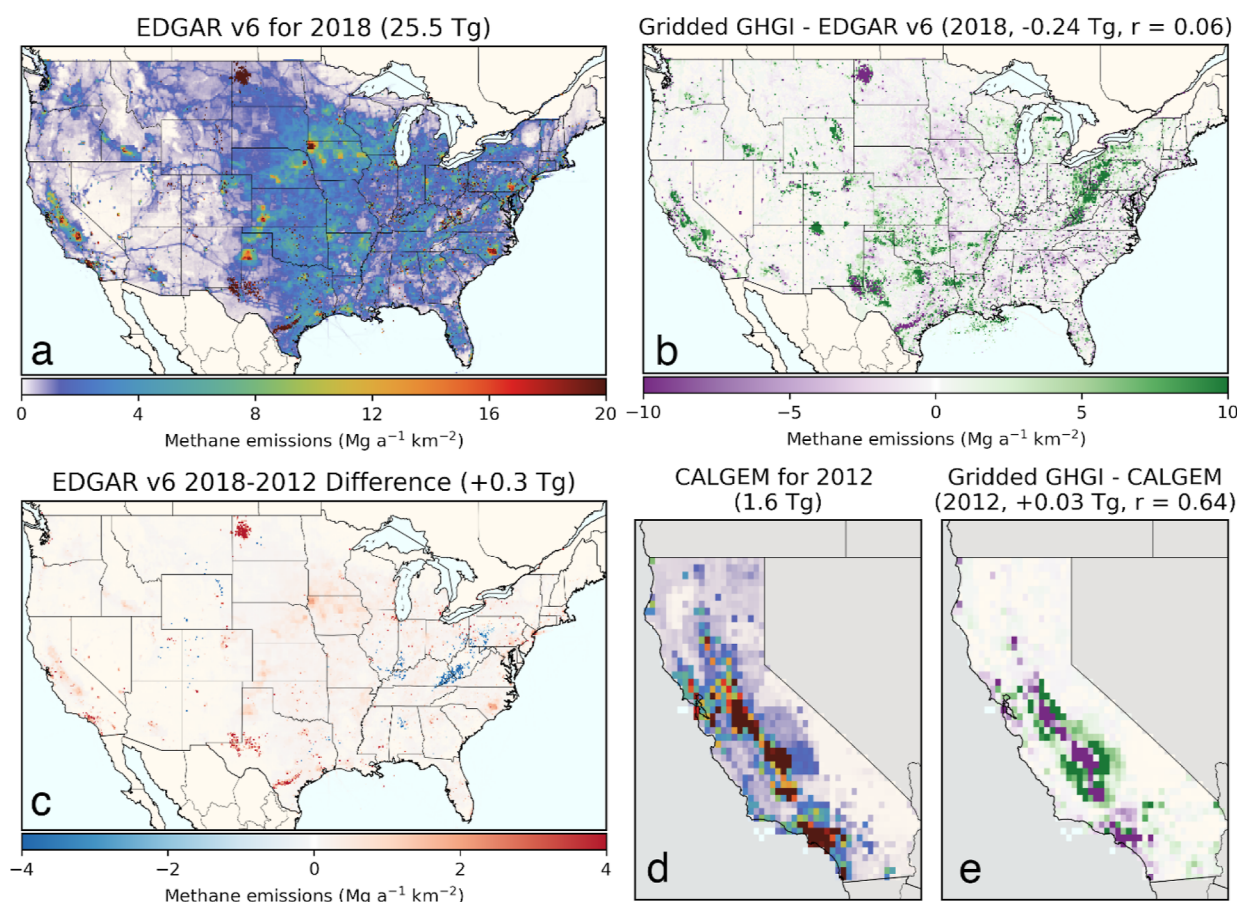 EDGAR v6 for 2018 (25.5 Tg)
Gridded GHGI - EDGAR v6 (2018, -0.24 Tg, r = 0.06)
a
b
0 4 8 12 16 20
Methane emissions (Mg a⁻¹ km⁻²)
−10 −5 0 5 10
Methane emissions (Mg a⁻¹ km⁻²)
EDGAR v6 2018-2012 Difference (+0.3 Tg)
c
−4 −2 0 2 4
Methane emissions (Mg a⁻¹ km⁻²)
CALGEM for 2012
(1.6 Tg)
d
Gridded GHGI - CALGEM
(2012, +0.03 Tg, r = 0.64)
e